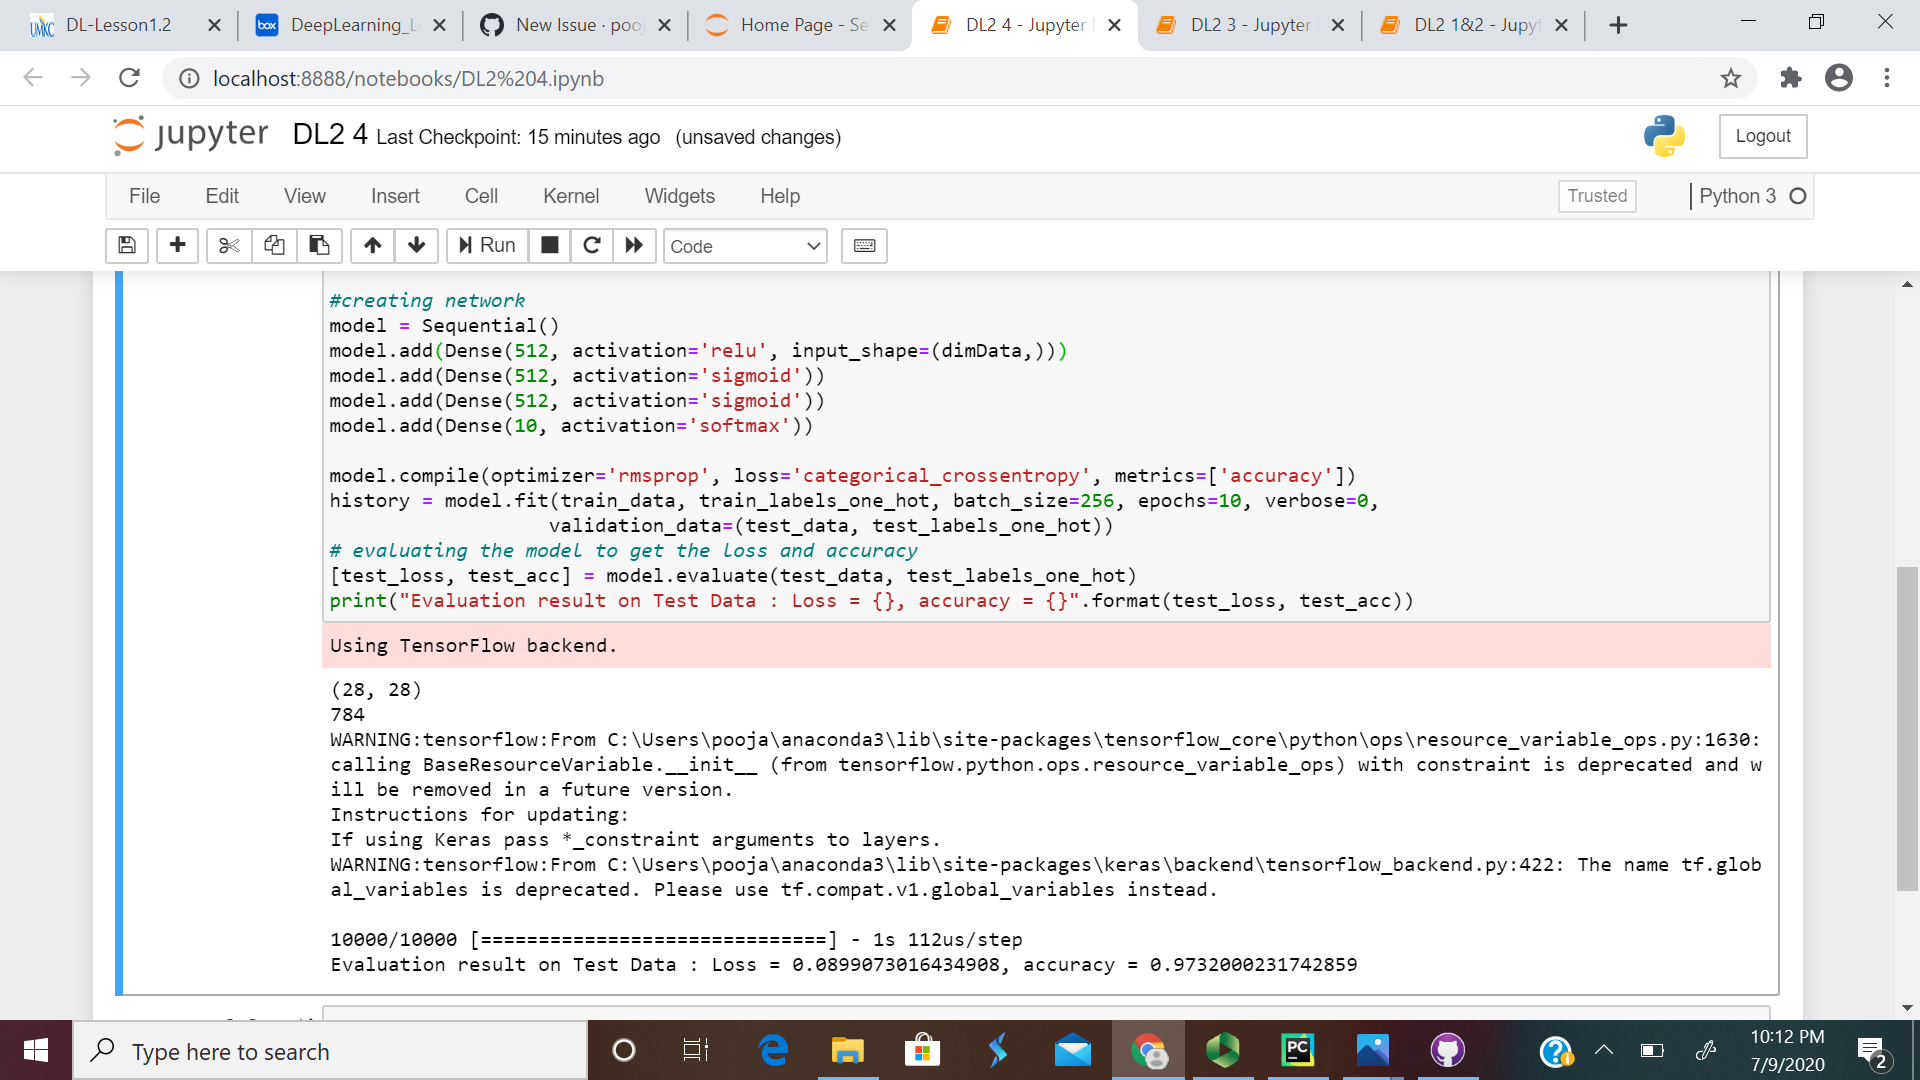 DL-Lesson1.2
box
DeepLearning_L
New Issue · pooj
Home Page - Se
DL2 4 - Jupyter
DL2 3 - Jupyter
DL2 1&2 - Jupyt
localhost:8888/notebooks/DL2%204.ipynb
jupyter DL2 4 Last Checkpoint: 15 minutes ago (unsaved changes)
Logout
File Edit View Insert Cell Kernel Widgets Help
Trusted
Python 3
Run
Code
#creating network
model = Sequential()
model.add(Dense(512, activation='relu', input_shape=(dimData,)))
model.add(Dense(512, activation='sigmoid'))
model.add(Dense(512, activation='sigmoid'))
model.add(Dense(10, activation='softmax'))
model.compile(optimizer='rmsprop', loss='categorical_crossentropy', metrics=['accuracy'])
history = model.fit(train_data, train_labels_one_hot, batch_size=256, epochs=10, verbose=0,
validation_data=(test_data, test_labels_one_hot))
# evaluating the model to get the loss and accuracy
[test_loss, test_acc] = model.evaluate(test_data, test_labels_one_hot)
print("Evaluation result on Test Data : Loss = {}, accuracy = {}".format(test_loss, test_acc))
Using TensorFlow backend.
(28, 28)
784
WARNING:tensorflow:From C:\Users\pooja\anaconda3\lib\site-packages\tensorflow_core\python\ops\resource_variable_ops.py:1630:
calling BaseResourceVariable.__init__ (from tensorflow.python.ops.resource_variable_ops) with constraint is deprecated and w
ill be removed in a future version.
Instructions for updating:
If using Keras pass *_constraint arguments to layers.
WARNING:tensorflow:From C:\Users\pooja\anaconda3\lib\site-packages\keras\backend\tensorflow_backend.py:422: The name tf.glob
al_variables is deprecated. Please use tf.compat.v1.global_variables instead.
10000/10000 [==============================] - 1s 112us/step
Evaluation result on Test Data : Loss = 0.0899073016434908, accuracy = 0.9732000231742859
Type here to search
PC
10:12 PM
7/9/2020
2